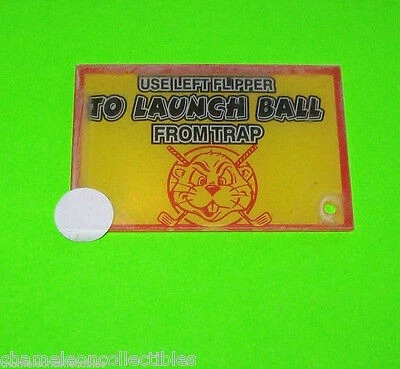 USE LEFT FLIPPER
TO LAUNCH BALL
FROM TRAP
chameleoncollectibles